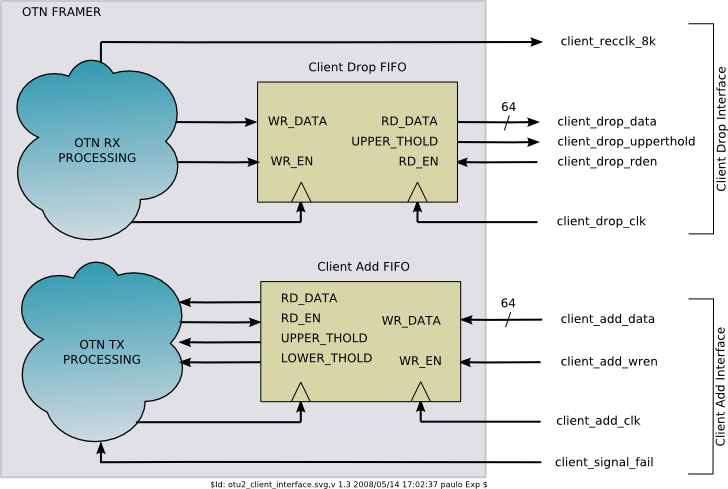 OTN FRAMER
client_recclk_8k
Client Drop FIFO
OTN RX
PROCESSING
WR_DATA
WR_EN
RD_DATA
UPPER_THOLD
RD_EN
64
client_drop_data
client_drop_upperthold
client_drop_rden
client_drop_clk
Client Drop Interface
Client Add FIFO
OTN TX
PROCESSING
RD_DATA
RD_EN
UPPER_THOLD
LOWER_THOLD
WR_DATA
WR_EN
64
client_add_data
client_add_wren
client_add_clk
client_signal_fail
Client Add Interface
$Id: otu2_client_interface.svg,v 1.3 2008/05/14 17:02:37 paulo Exp $